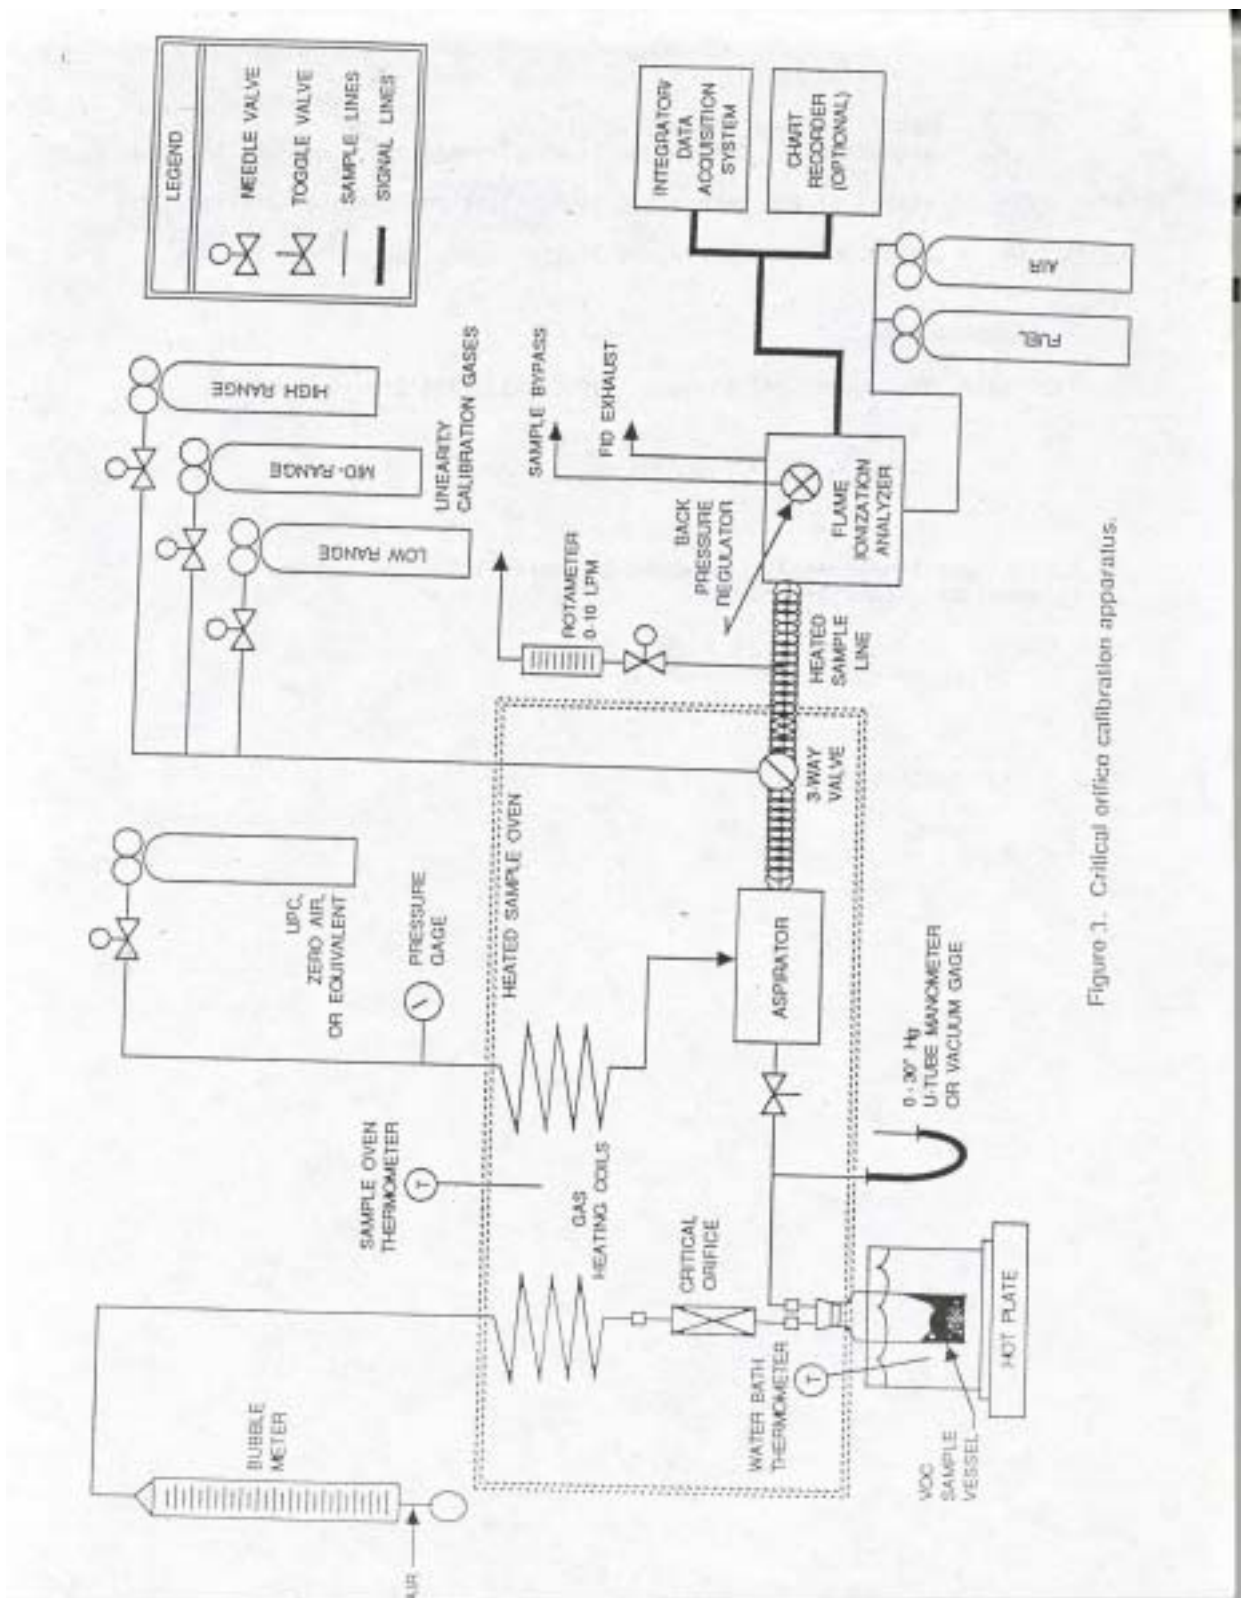 LEGEND
NEEDLE VALVE
TOGGLE VALVE
SAMPLE LINES
SIGNAL LINES
HIGH RANGE
MID-RANGE
LOW RANGE
LINEARITY
CALIBRATION GASES
SAMPLE BYPASS
FID EXHAUST
INTEGRATOR/
DATA
ACQUISITION
SYSTEM
CHART
RECORDER
(OPTIONAL)
AIR
FUEL
ROTAMETER
0-10 LPM
BACK
PRESSURE
REGULATOR
FLAME
IONIZATION
ANALYZER
HEATED
SAMPLE
LINE
3-WAY
VALVE
UPC,
ZERO AIR,
OR EQUIVALENT
PRESSURE
GAGE
HEATED SAMPLE OVEN
ASPIRATOR
SAMPLE OVEN
THERMOMETER
T
GAS
HEATING COILS
0 - 30" Hg
U-TUBE MANOMETER
OR VACUUM GAGE
CRITICAL
ORIFICE
BUBBLE
METER
AIR
WATER BATH
THERMOMETER
T
VOC
SAMPLE
VESSEL
HOT PLATE
Figure 1. Critical orifice calibration apparatus.